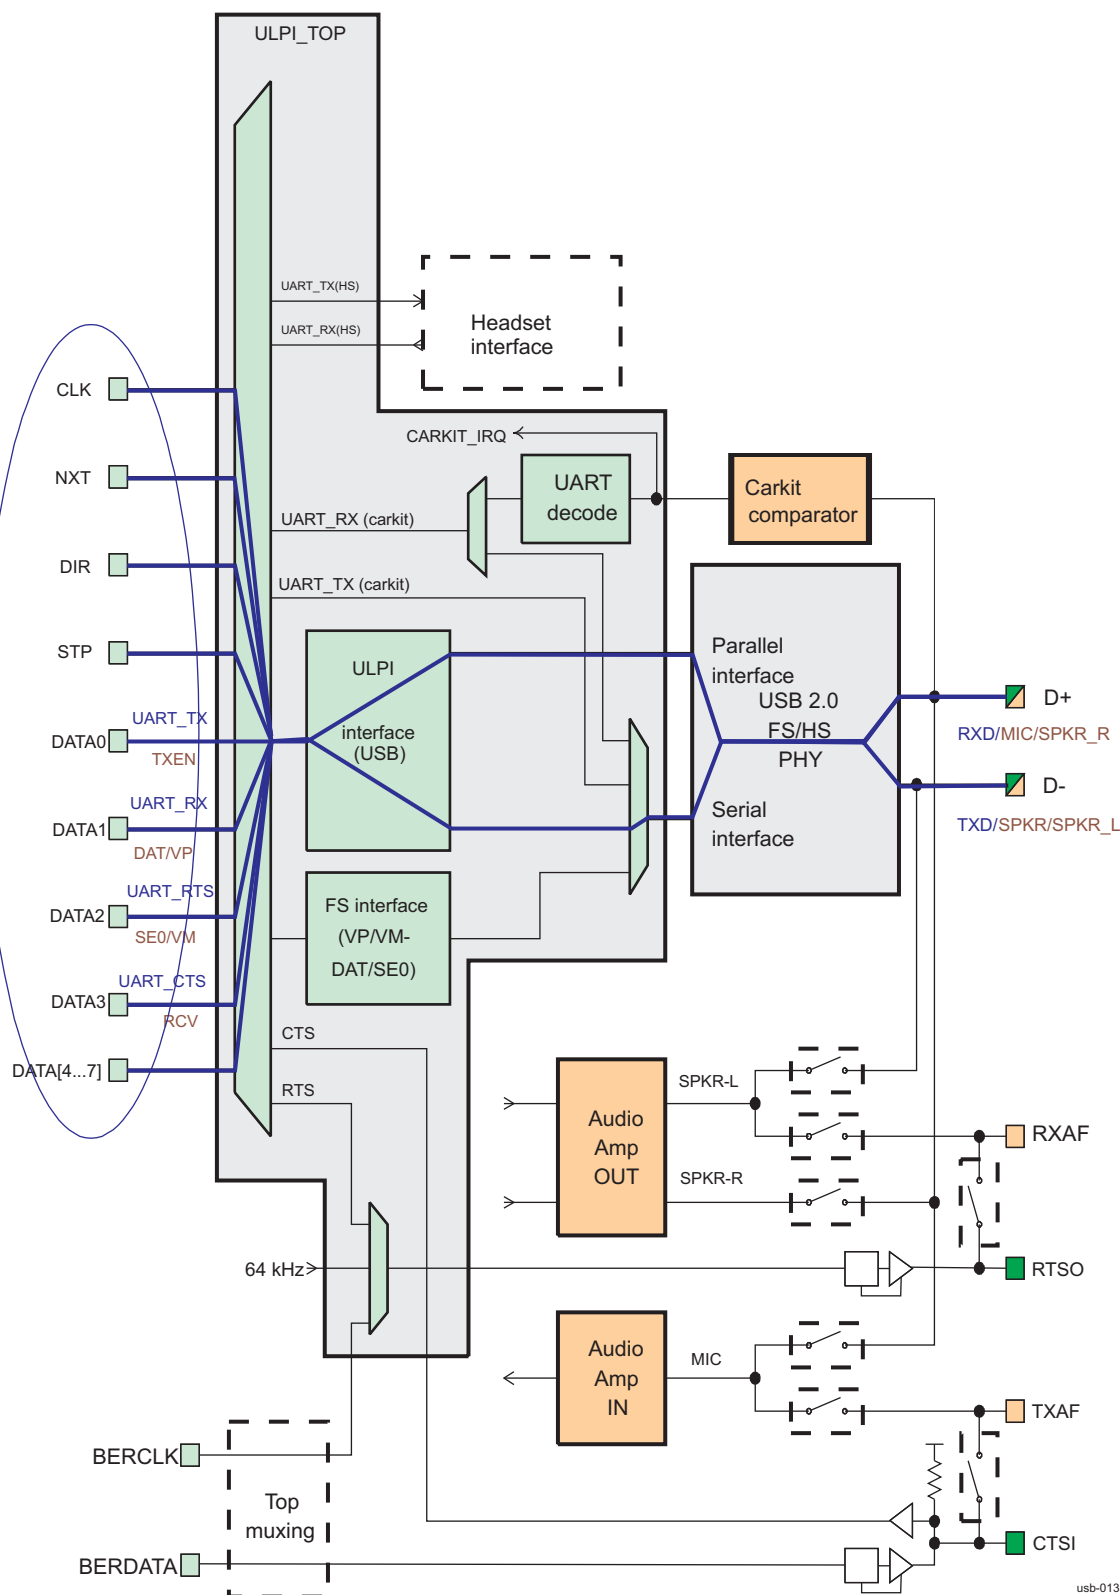 ULPI_TOP
UART_TX(HS)
UART_RX(HS)
Headset
interface
CLK
CARKIT_IRQ
NXT
UART
decode
Carkit
comparator
UART_RX (carkit)
DIR
UART_TX (carkit)
STP
ULPI
interface
(USB)
Parallel
interface
USB 2.0
FS/HS
PHY
Serial
interface
D+
RXD/MIC/SPKR_R
D-
TXD/SPKR/SPKR_L
UART_TX
DATA0
TXEN
UART_RX
DATA1
DAT/VP
UART_RTS
DATA2
SE0/VM
FS interface
(VP/VM-
DAT/SE0)
UART_CTS
DATA3
RCV
CTS
DATA[4...7]
RTS
SPKR-L
Audio
Amp
OUT
RXAF
SPKR-R
64 kHz
RTSO
Audio
Amp
IN
MIC
TXAF
BERCLK
Top
muxing
CTSI
BERDATA
usb-013